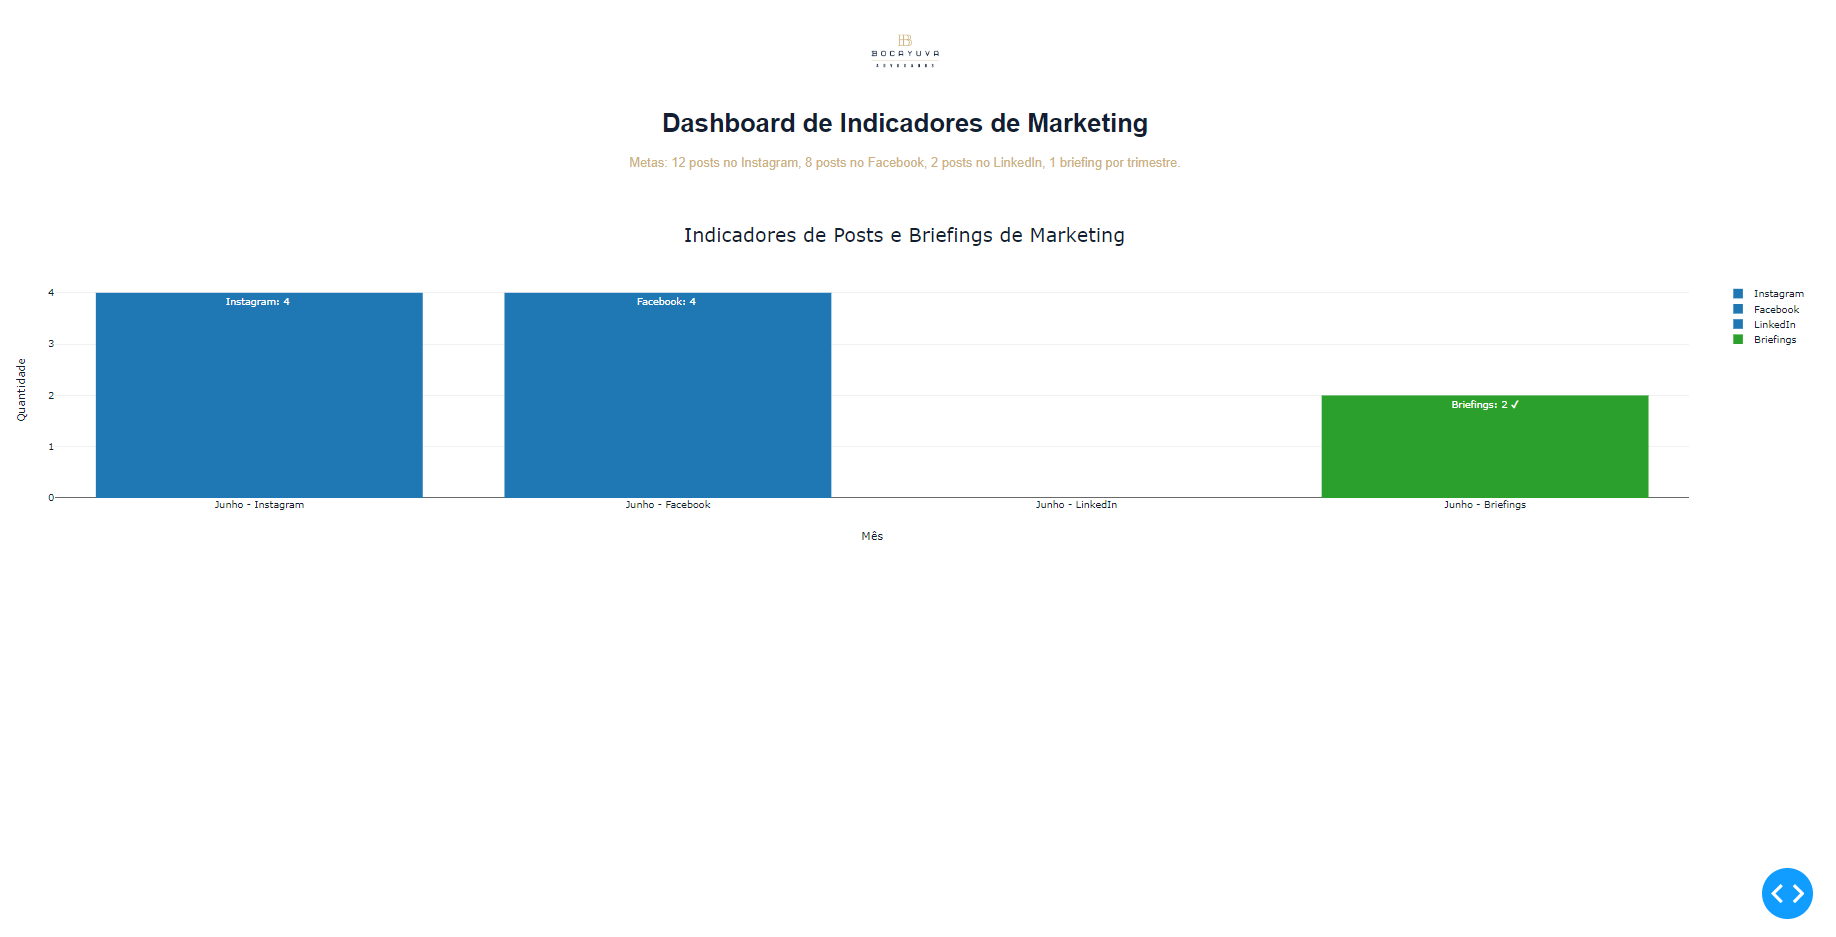 BOCAYUVA
ADVOGADOS
Dashboard de Indicadores de Marketing
Metas: 12 posts no Instagram, 8 posts no Facebook, 2 posts no LinkedIn, 1 briefing por trimestre.
Indicadores de Posts e Briefings de Marketing
Quantidade
4
3
2
1
0
Instagram: 4
Facebook: 4
Briefings: 2 ✓
Junho - Instagram
Junho - Facebook
Junho - LinkedIn
Junho - Briefings
Mês
Instagram
Facebook
LinkedIn
Briefings